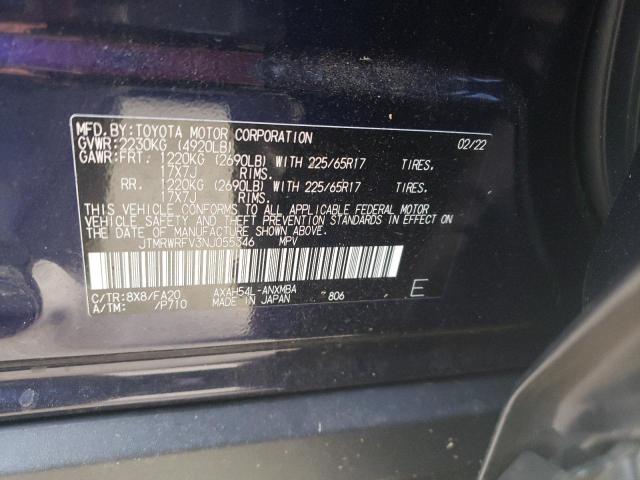 MFD. BY: TOYOTA MOTOR CORPORATION 02/22
GVWR: 2230KG (4920LB)
GAWR: FRT. 1220KG (2690LB) WITH 225/65R17 TIRES.
17X7J RIMS.
RR. 1220KG (2690LB) WITH 225/65R17 TIRES.
17X7J RIMS.
THIS VEHICLE CONFORMS TO ALL APPLICABLE FEDERAL MOTOR
VEHICLE SAFETY AND THEFT PREVENTION STANDARDS IN EFFECT ON
THE DATE OF MANUFACTURE SHOWN ABOVE.
JTMRWRFV3NJ055346 MPV
C/TR: 8X8/FA20 AXAH54L-ANXMBA
A/TM: /P710 MADE IN JAPAN 806 E